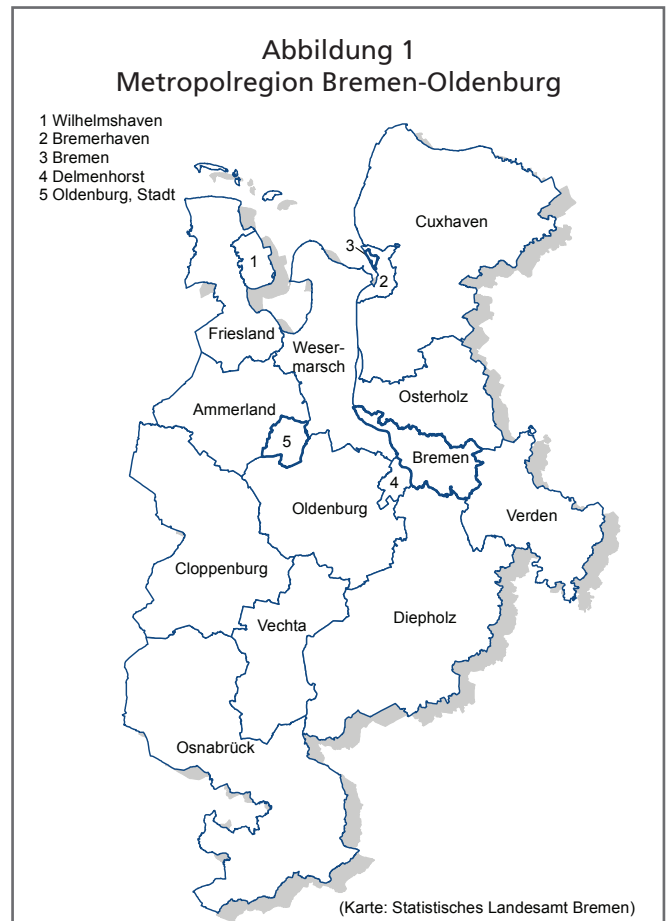 Abbildung 1
Metropolregion Bremen-Oldenburg
1 Wilhelmshaven
2 Bremerhaven
3 Bremen
4 Delmenhorst
5 Oldenburg, Stadt
Cuxhaven
3
1
2
Friesland
Weser-
marsch
Osterholz
Ammerland
5
Bremen
4
Oldenburg
Verden
Cloppenburg
Vechta
Diepholz
Osnabrück
(Karte: Statistisches Landesamt Bremen)